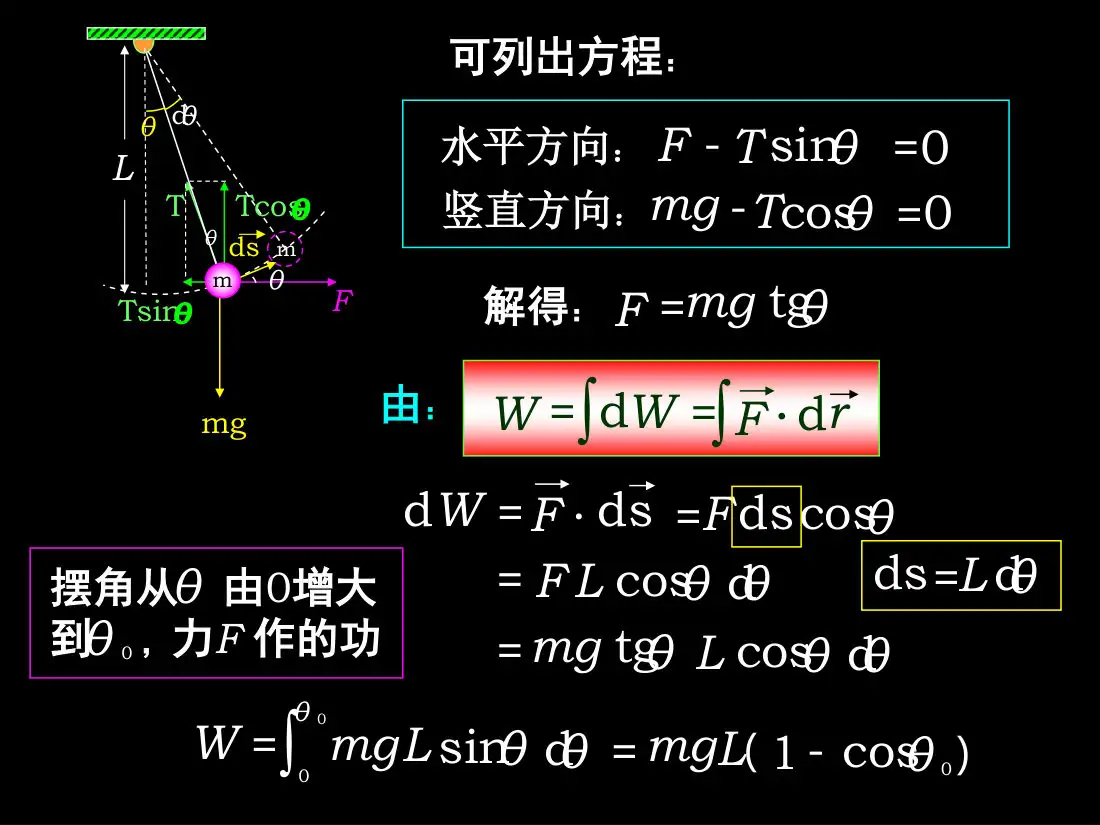 可列出方程：
水平方向： F - T sinθ =0
竖直方向： mg - Tcosθ =0
解得： F = mg tgθ
由： W = ∫dW = ∫F⃗ · dr⃗
dW = F⃗ · ds⃗ = F ds cosθ
= F L cosθ dθ
ds = L dθ
= mg tgθ L cosθ dθ
摆角从θ 由0增大
到θ₀，力F 作的功
W = ∫₀^θ₀ mgL sinθ dθ = mgL( 1 - cosθ₀)
θ
dθ
L
T
Tcosθ
θ
ds⃗
m
m
θ
Tsinθ
F
mg